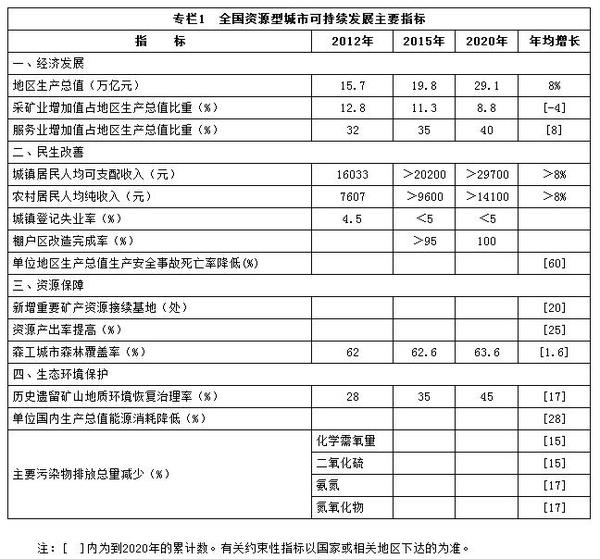 专栏1 全国资源型城市可持续发展主要指标
指 标 2012年 2015年 2020年 年均增长
一、经济发展
地区生产总值（万亿元） 15.7 19.8 29.1 8%
采矿业增加值占地区生产总值比重（%） 12.8 11.3 8.8 [-4]
服务业增加值占地区生产总值比重（%） 32 35 40 [8]
二、民生改善
城镇居民人均可支配收入（元） 16033 ＞20200 ＞29700 ＞8%
农村居民人均纯收入（元） 7607 ＞9600 ＞14100 ＞8%
城镇登记失业率（%） 4.5 ＜5 ＜5
棚户区改造完成率（%） ＞95 100
单位地区生产总值生产安全事故死亡率降低(%) [60]
三、资源保障
新增重要矿产资源接续基地（处） [20]
资源产出率提高（%） [25]
森工城市森林覆盖率（%） 62 62.6 63.6 [1.6]
四、生态环境保护
历史遗留矿山地质环境恢复治理率（%） 28 35 45 [17]
单位国内生产总值能源消耗降低（%） [28]
主要污染物排放总量减少（%） 化学需氧量 [15]
二氧化硫 [15]
氨氮 [17]
氮氧化物 [17]
注：[ ]内为到2020年的累计数。有关约束性指标以国家或相关地区下达的为准。